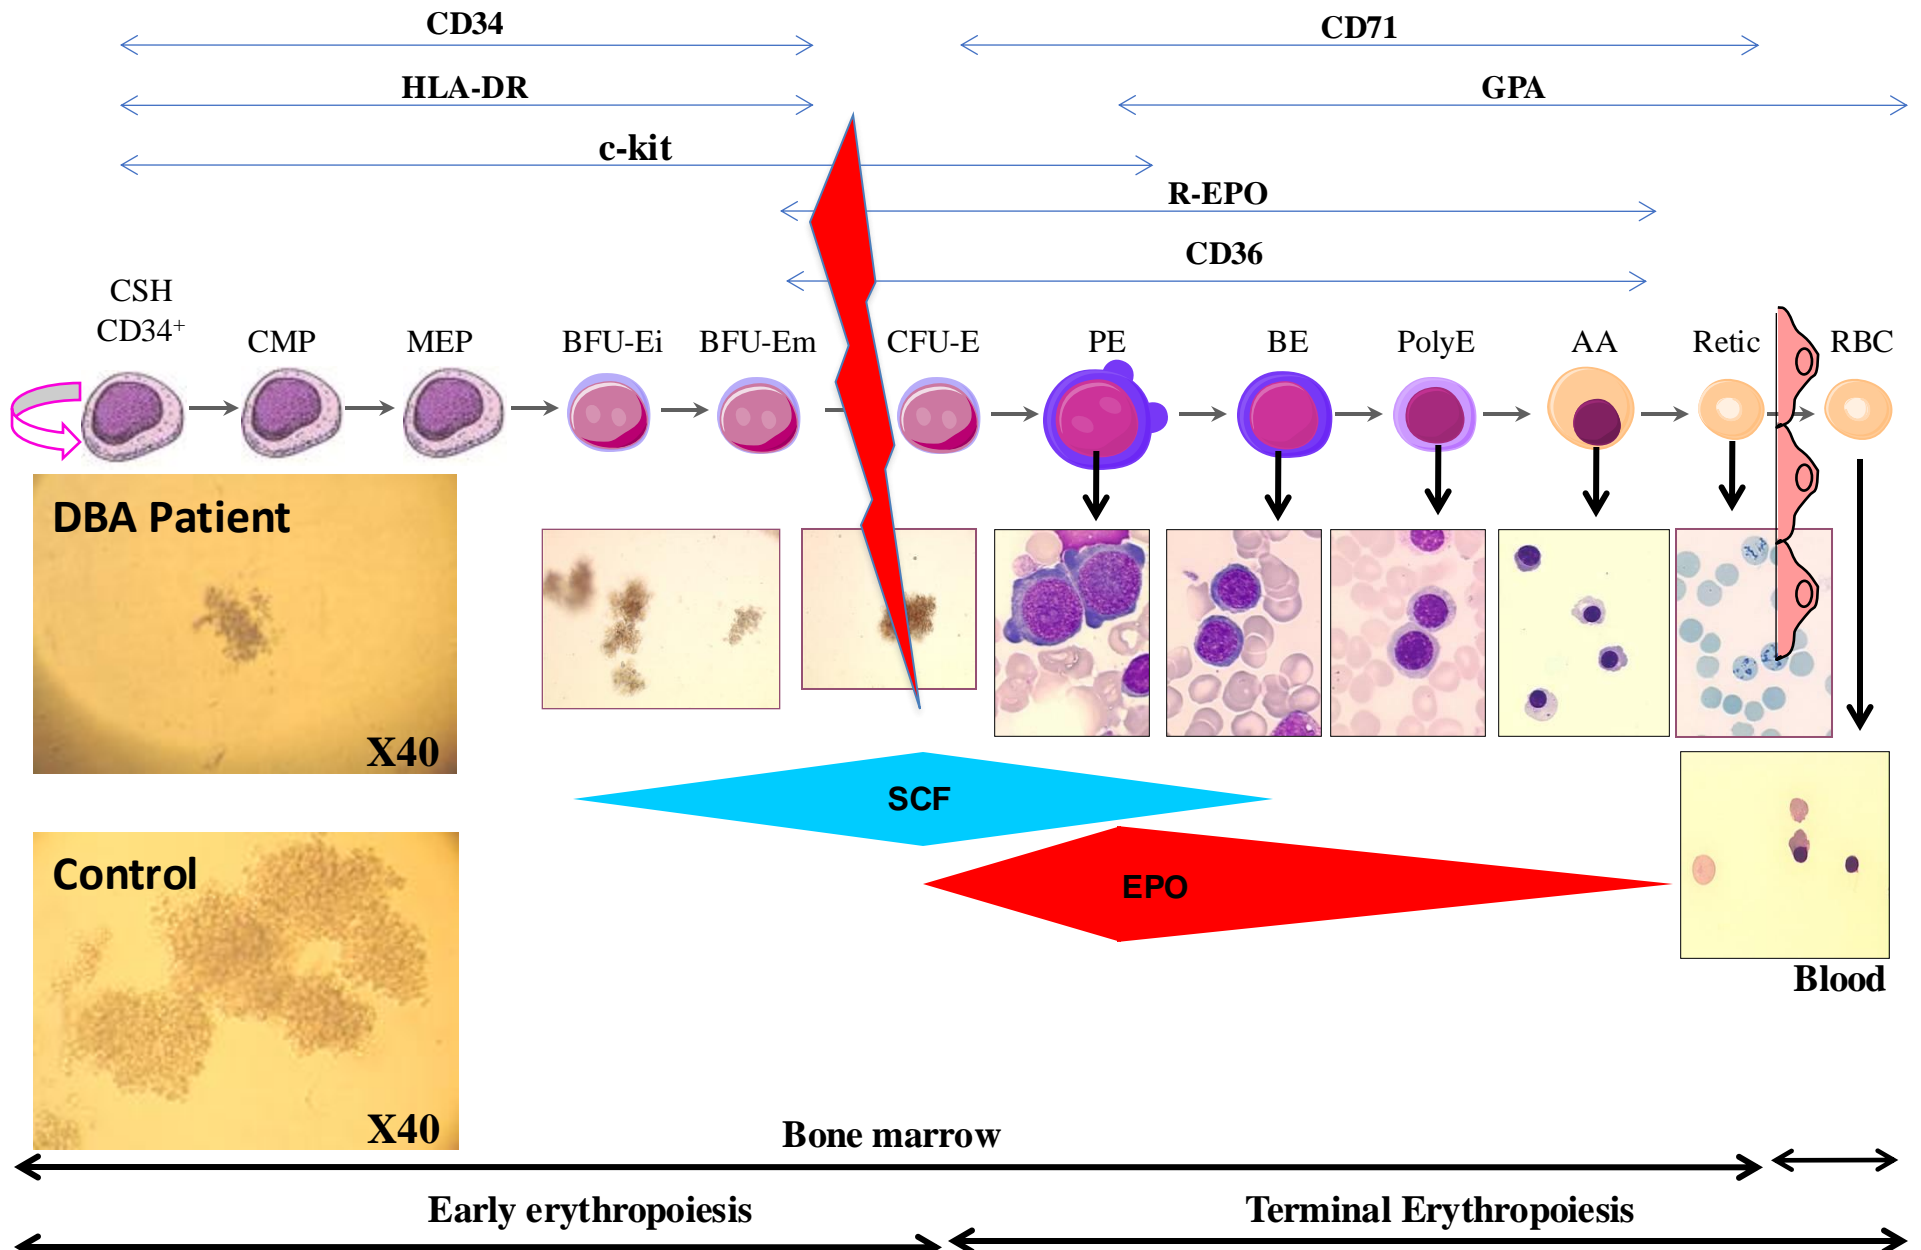 CD34
CD71
HLA-DR
GPA
c-kit
R-EPO
CD36
CSH
CD34⁺
CMP
MEP
BFU-Ei
BFU-Em
CFU-E
PE
BE
PolyE
AA
Retic
RBC
DBA Patient
X40
SCF
EPO
Control
X40
Blood
Bone marrow
Early erythropoiesis
Terminal Erythropoiesis